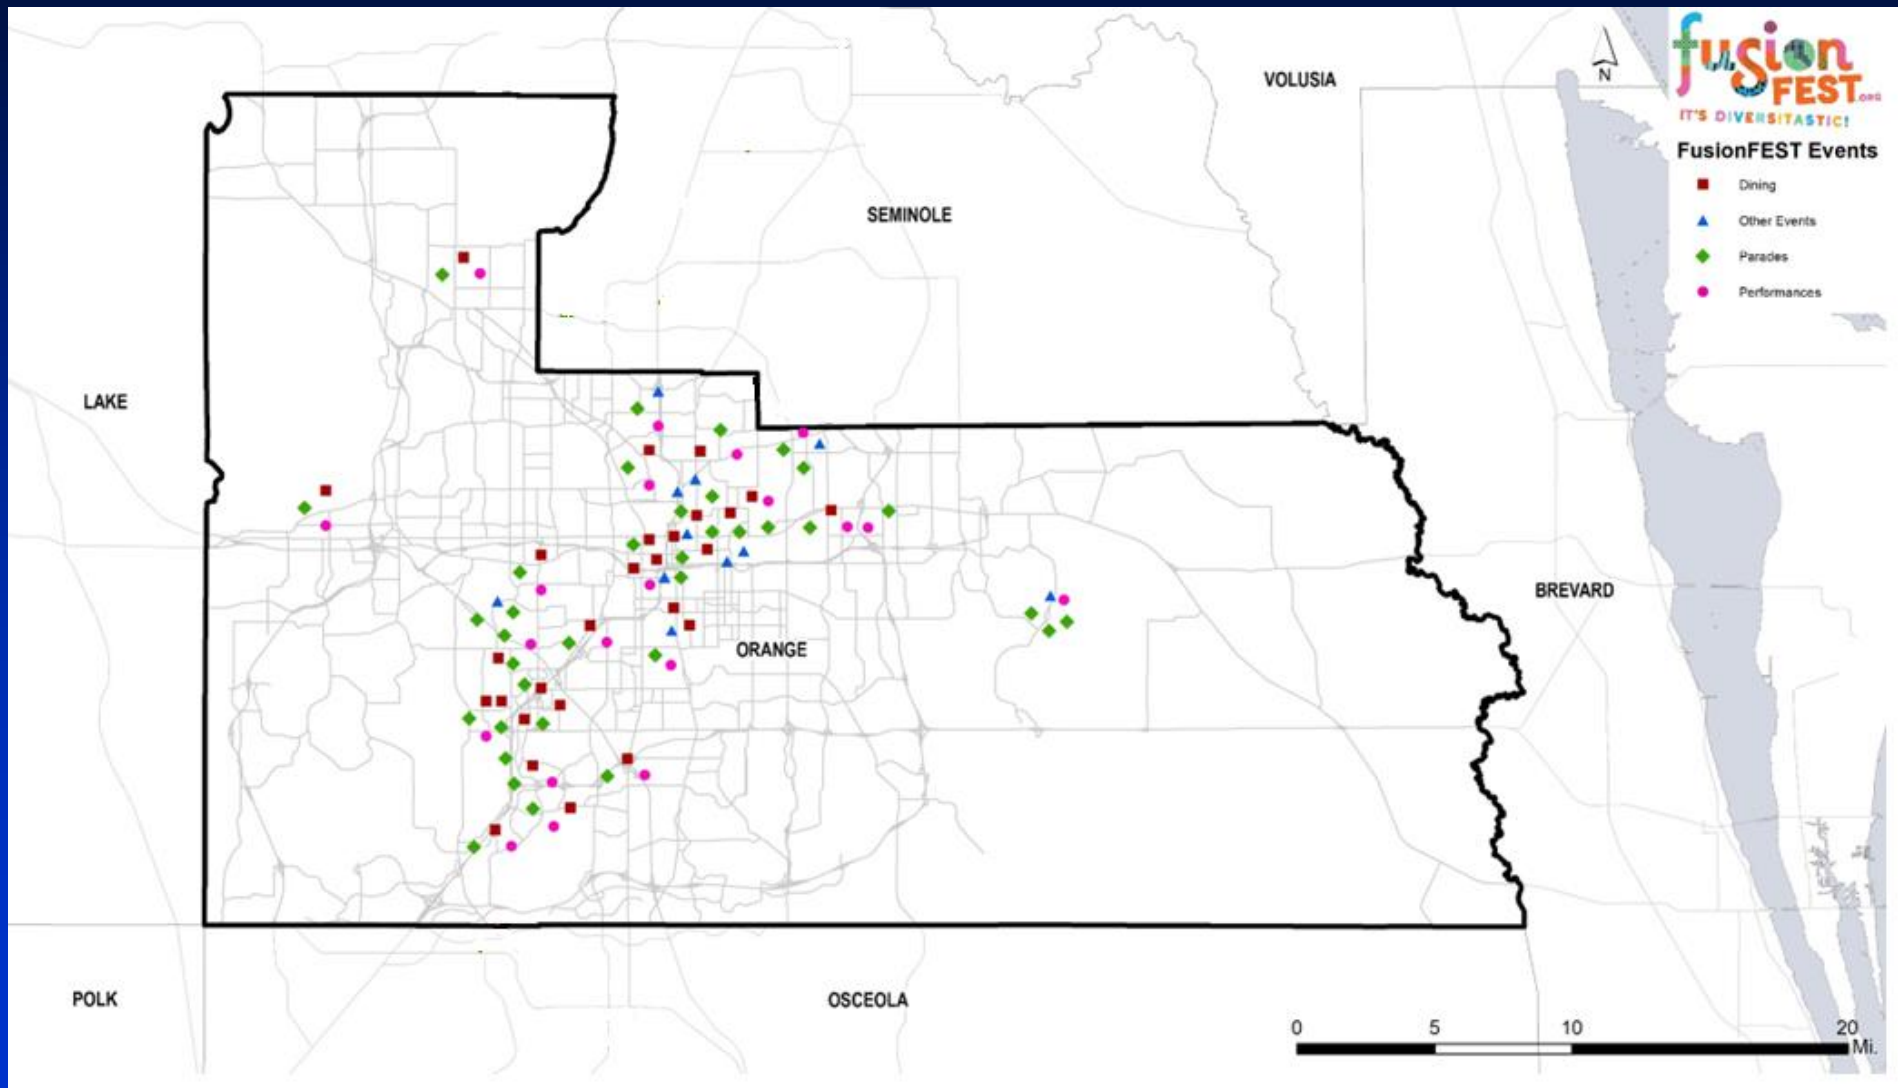 VOLUSIA
N
fusion
FEST.ORG
IT'S DIVERSITASTIC!
FusionFEST Events
Dining
Other Events
Parades
Performances
SEMINOLE
LAKE
BREVARD
ORANGE
POLK
OSCEOLA
0 5 10 20
Mi.